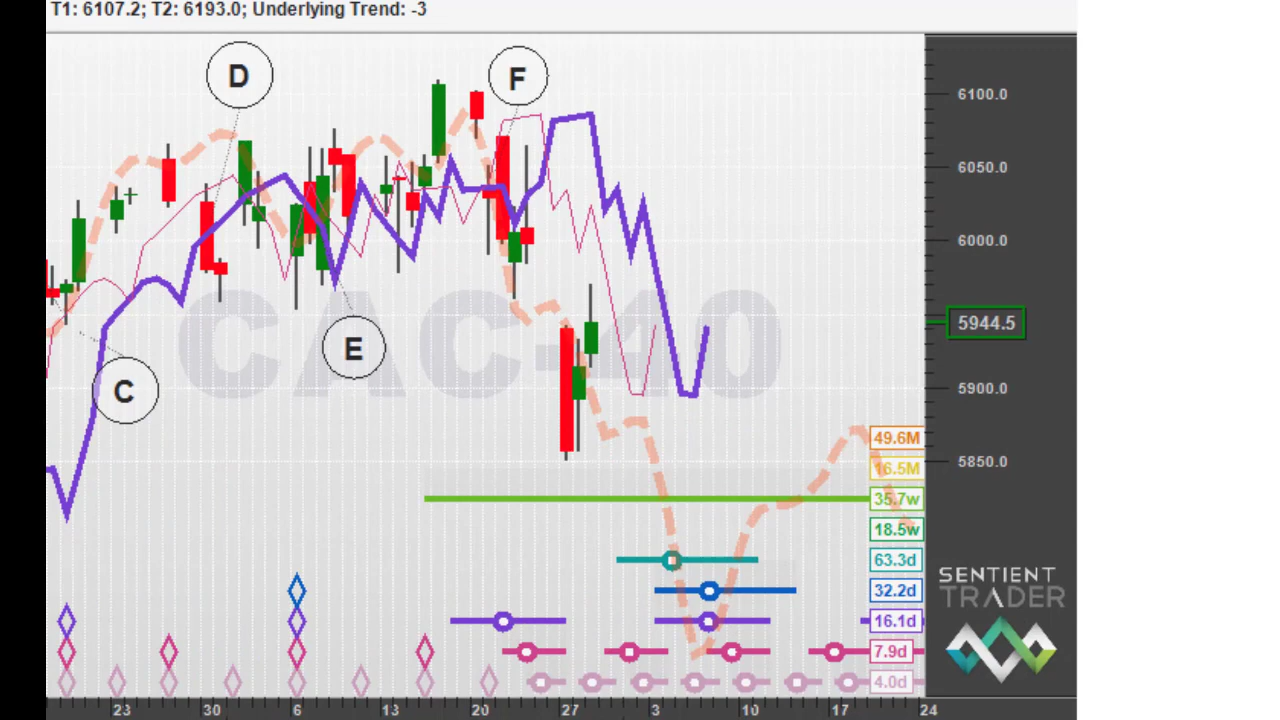 T1: 6107.2; T2: 6193.0; Underlying Trend: -3
D
F
6100.0
6050.0
6000.0
CAC-40
5944.5
E
C
5900.0
49.6M
5850.0
16.5M
35.7w
18.5w
63.3d
SENTIENT
TRADER
32.2d
16.1d
7.9d
4.0d
23 30 6 13 20 27 3 10 17 24